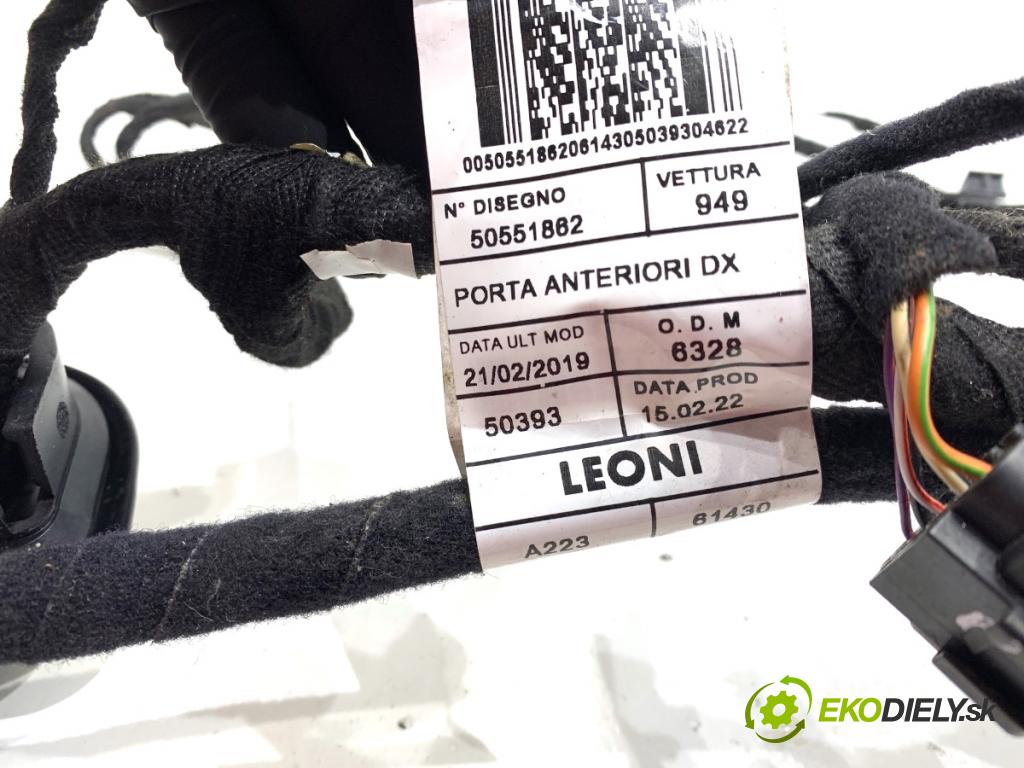 00505518620614305039304622
N° DISEGNO
50551862
VETTURA
949
PORTA ANTERIORI DX
DATA ULT MOD
21/02/2019
O. D. M
6328
50393
DATA PROD
15.02.22
LEONI
A223
61430
EKODIELY.sk